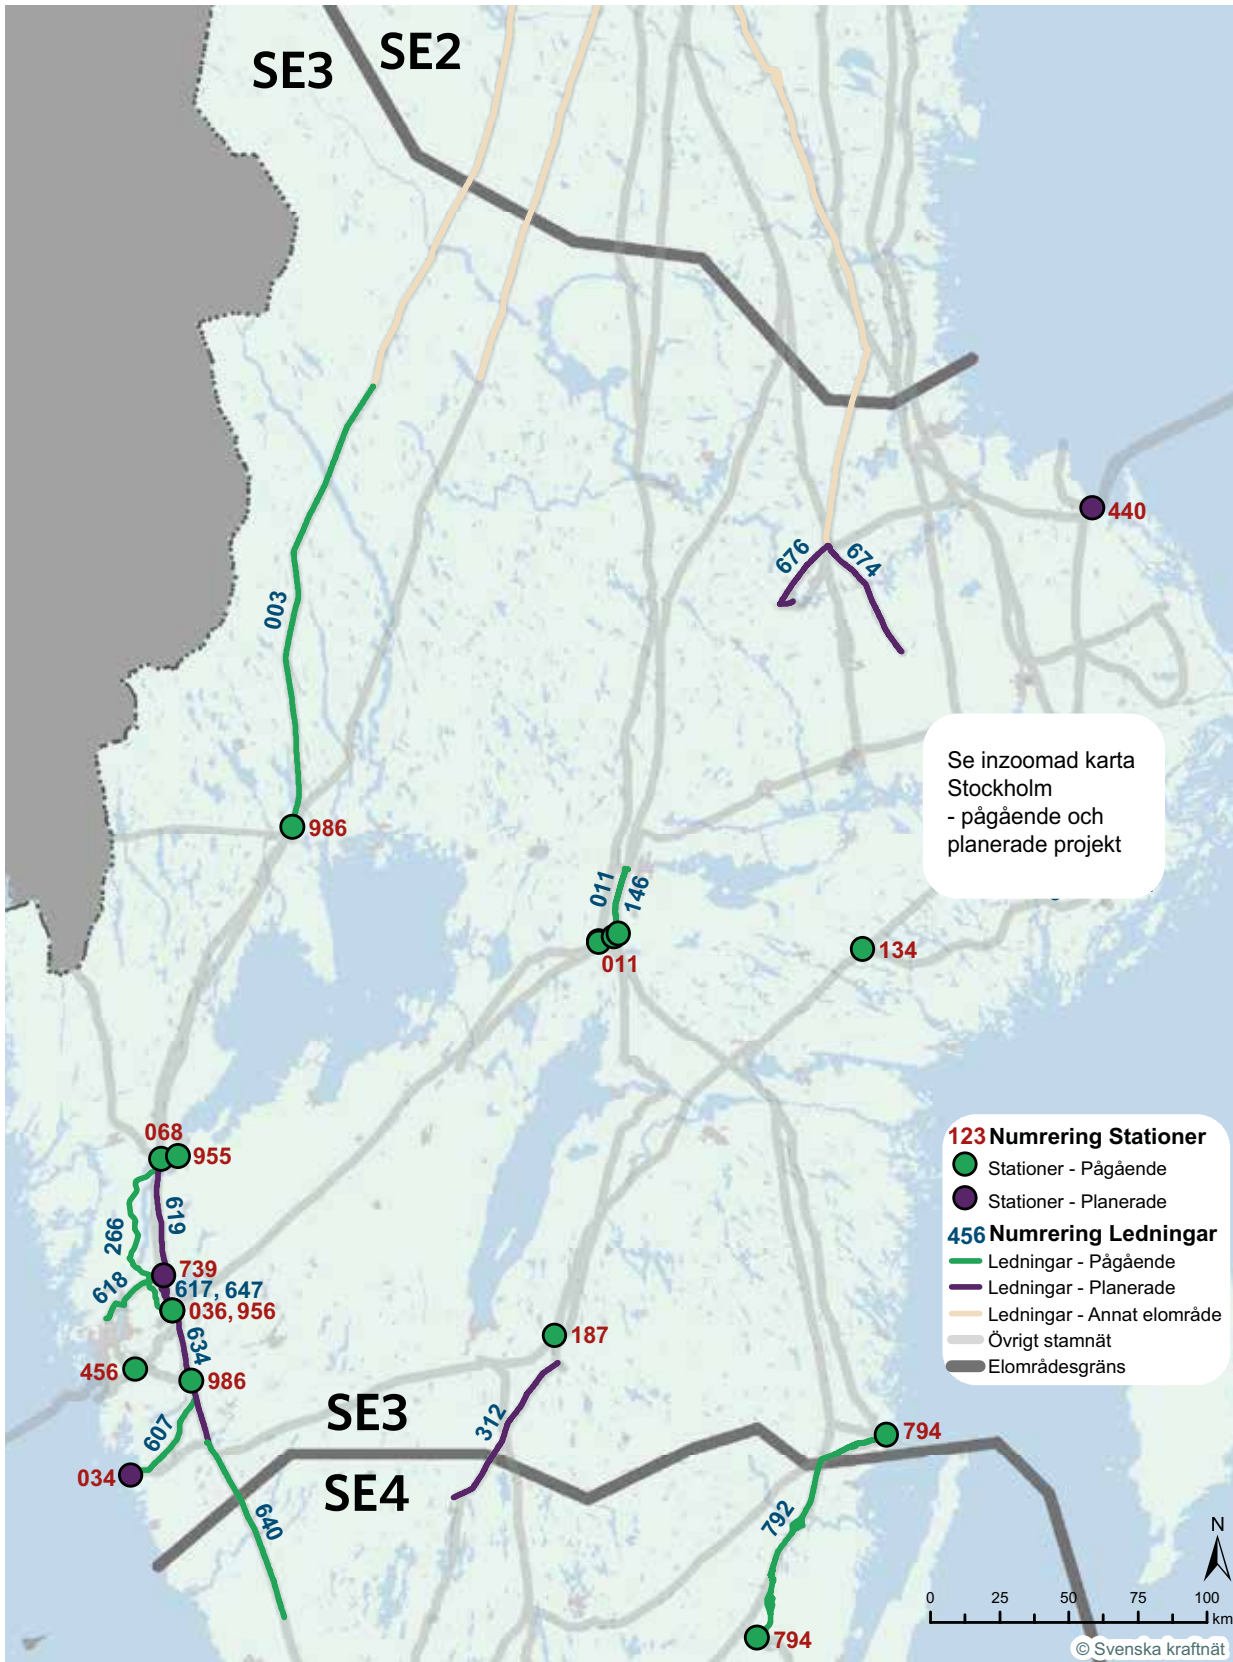 SE3
SE2
440
676
674
003
986
Se inzoomad karta
Stockholm
- pågående och
planerade projekt
011
146
011
134
068
955
619
266
739
618
617, 647
036, 956
634
456
986
607
034
187
312
SE3
SE4
640
794
792
794
123 Numrering Stationer
Stationer - Pågående
Stationer - Planerade
456 Numrering Ledningar
Ledningar - Pågående
Ledningar - Planerade
Ledningar - Annat elområde
Övrigt stamnät
Elområdesgräns
N
0 25 50 75 100
km
© Svenska kraftnät